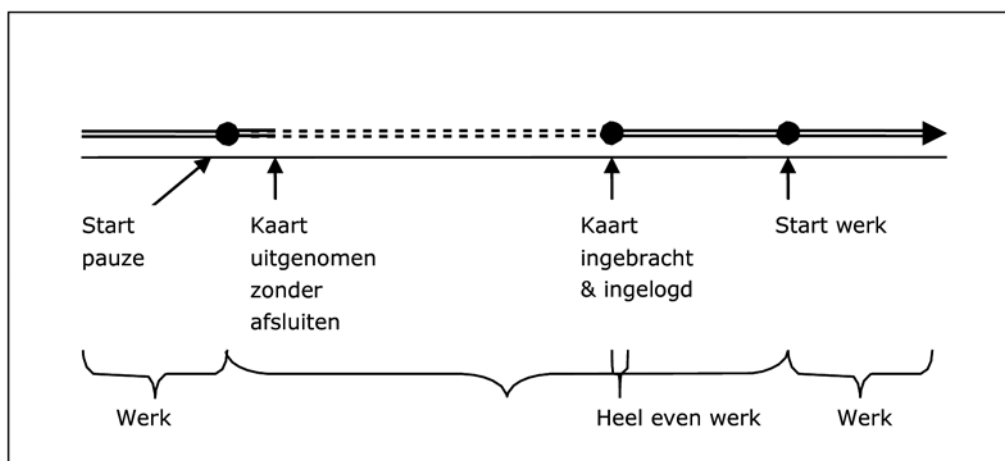 Start
pauze
Kaart
uitgenomen
zonder
afsluiten
Kaart
ingebracht
& ingelogd
Start werk
Werk
Heel even werk
Werk